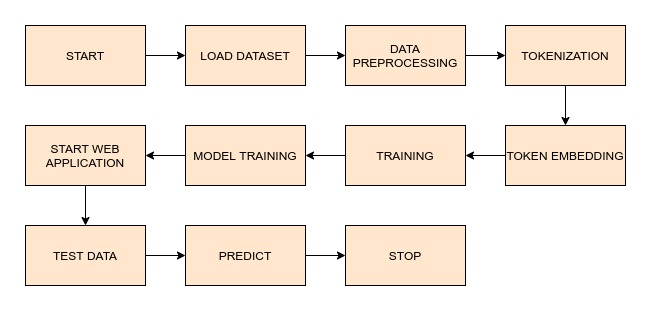 START
LOAD DATASET
DATA
PREPROCESSING
TOKENIZATION
TOKEN EMBEDDING
TRAINING
MODEL TRAINING
START WEB
APPLICATION
TEST DATA
PREDICT
STOP